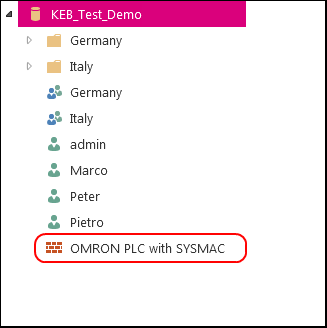 KEB_Test_Demo
Germany
Italy
Germany
Italy
admin
Marco
Peter
Pietro
OMRON PLC with SYSMAC